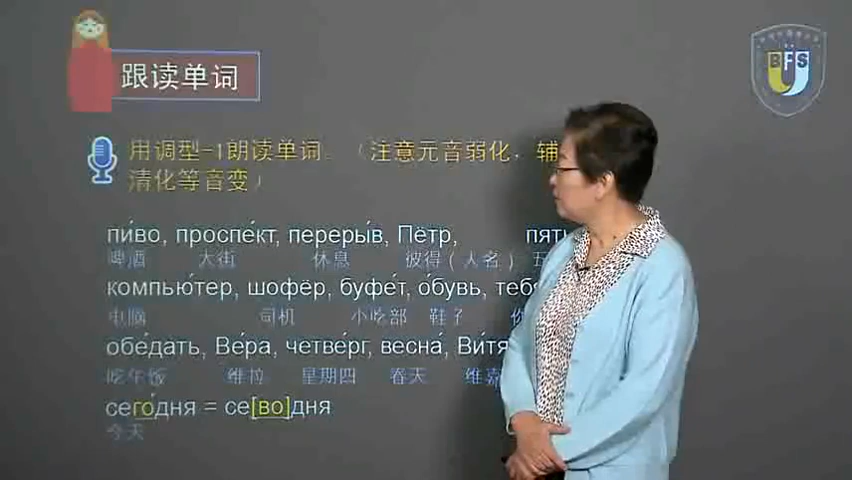 跟读单词
BFS
U
用调型-1朗读单词。（注意元音弱化，辅
清化等音变）
пи́во, проспе́кт, переры́в, Пётр, пять
啤酒 大街 休息 彼得（人名） 五
компью́тер, шофёр, буфе́т, о́бувь, тебя
电脑 司机 小吃部 鞋子 你
обе́дать, Ве́ра, четве́рг, весна́, Ви́тя
吃午饭 维拉 星期四 春天 维嘉
сего́дня = се[во]дня
今天